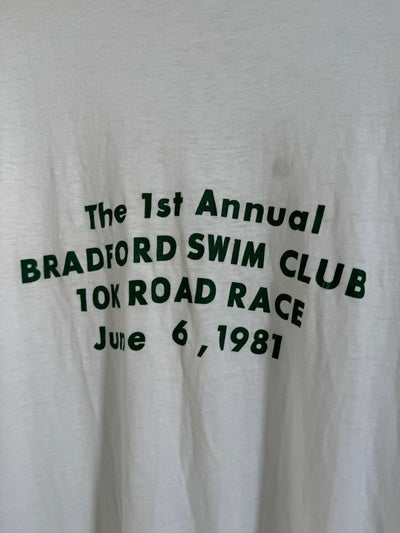 The 1st Annual
BRADFORD SWIM CLUB
10K ROAD RACE
June 6, 1981